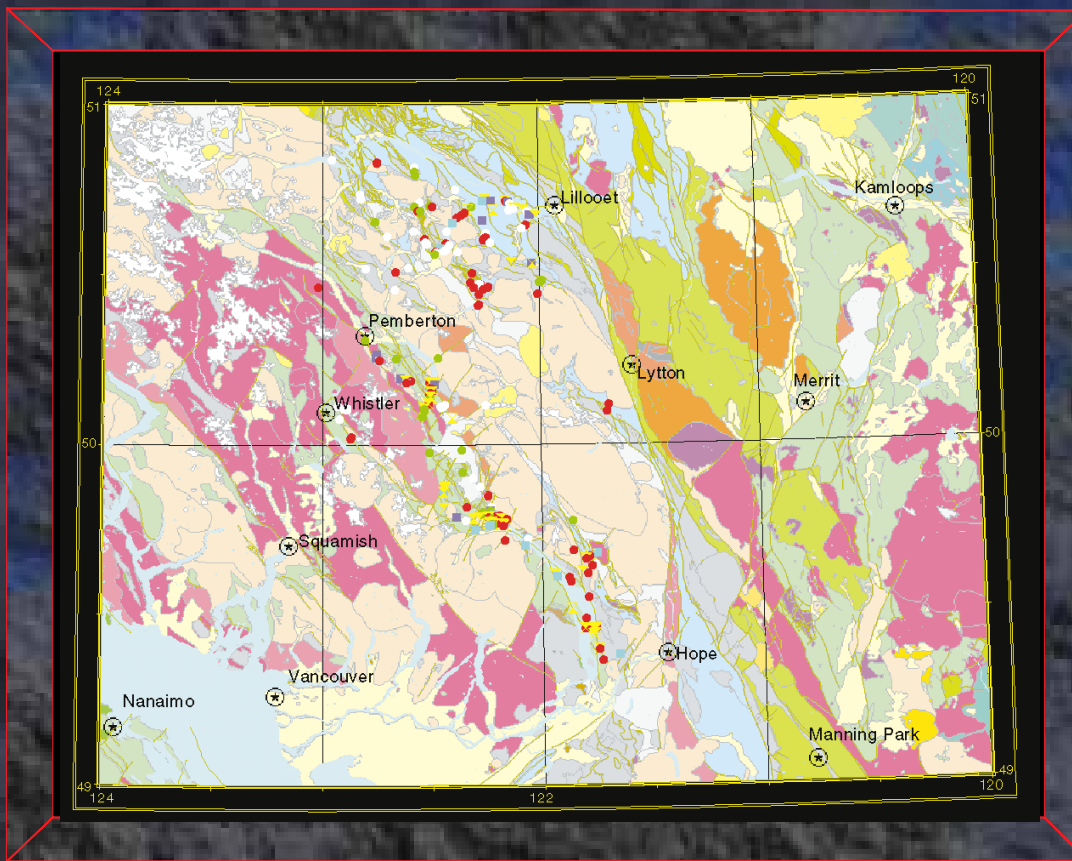 124
120
51
51
Kamloops
Lillooet
Pemberton
Lytton
Merrit
Whistler
50
50
Squamish
Hope
Vancouver
Nanaimo
Manning Park
49
49
124
122
120